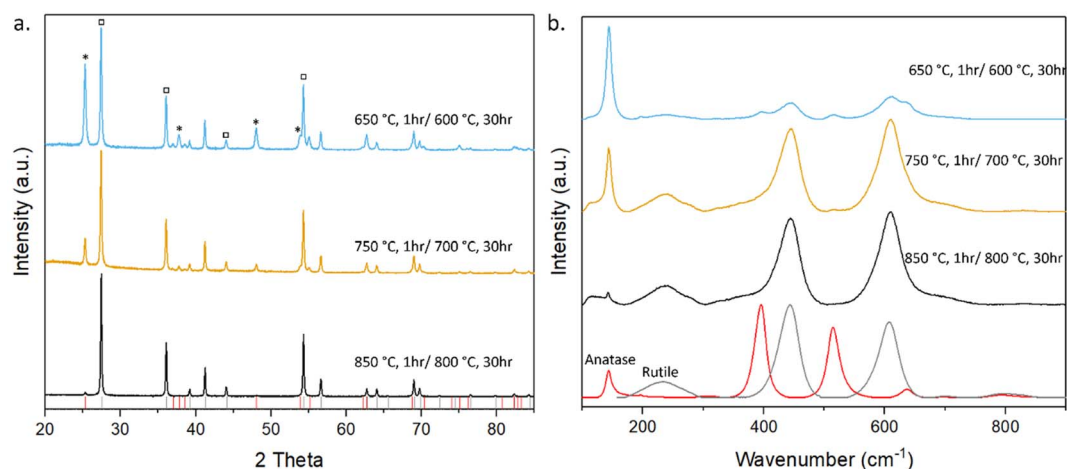 a.
*
*
*
*
650 °C, 1hr/ 600 °C, 30hr
750 °C, 1hr/ 700 °C, 30hr
850 °C, 1hr/ 800 °C, 30hr
Intensity (a.u.)
20 30 40 50 60 70 80
2 Theta
b.
650 °C, 1hr/ 600 °C, 30hr
750 °C, 1hr/ 700 °C, 30hr
850 °C, 1hr/ 800 °C, 30hr
Anatase
Rutile
Intensity (a.u.)
200 400 600 800
Wavenumber (cm⁻¹)